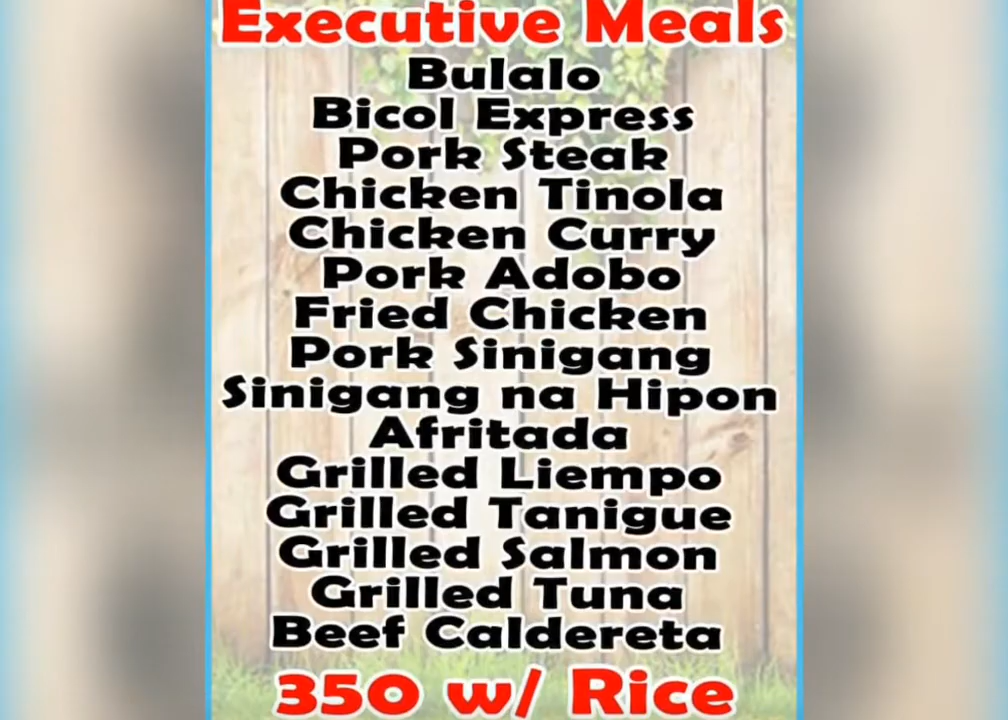 Executive Meals
Bulalo
Bicol Express
Pork Steak
Chicken Tinola
Chicken Curry
Pork Adobo
Fried Chicken
Pork Sinigang
Sinigang na Hipon
Afritada
Grilled Liempo
Grilled Tanigue
Grilled Salmon
Grilled Tuna
Beef Caldereta
350 w/ Rice